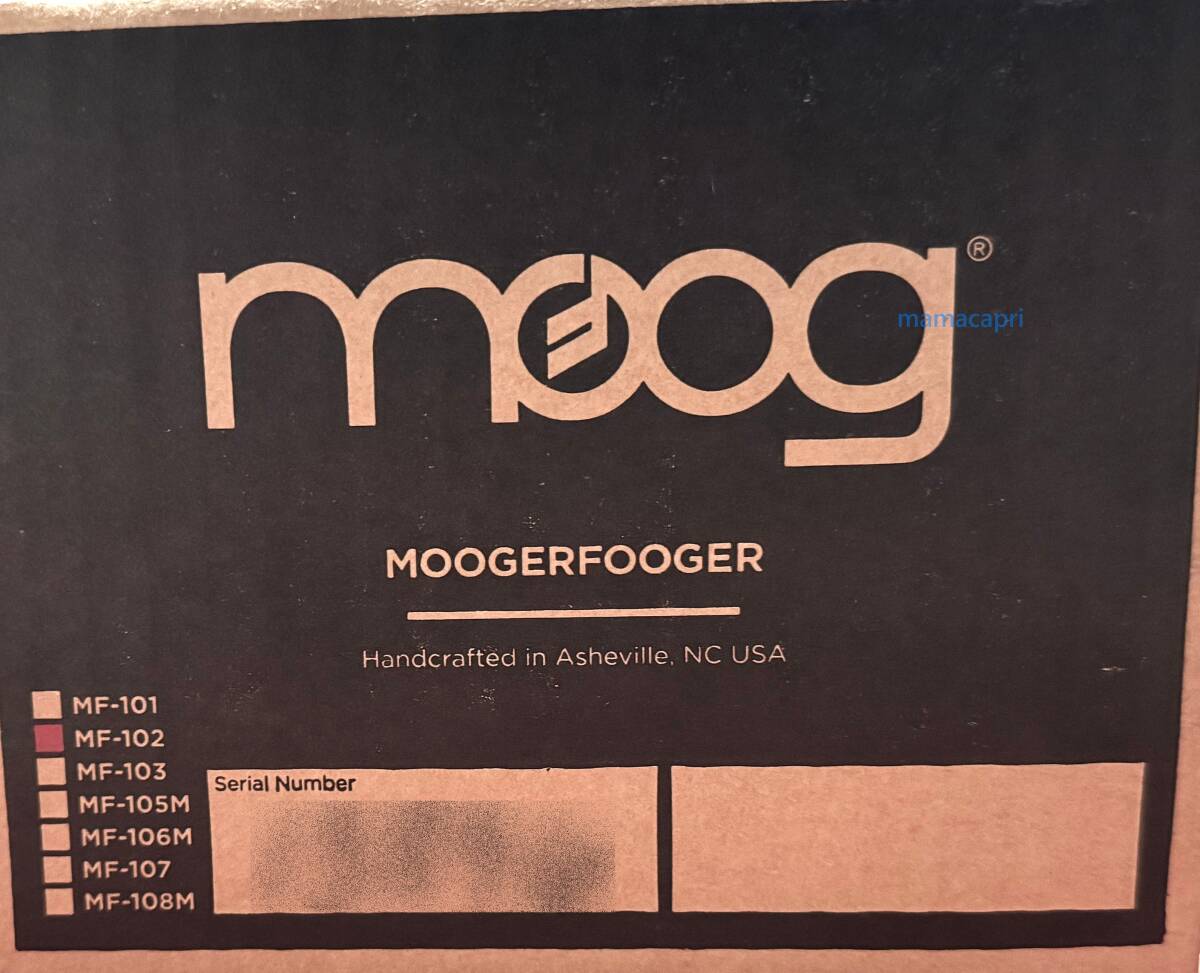 moog®
mamacapri
MOOGERFOOGER
Handcrafted in Asheville, NC USA
MF-101
MF-102
MF-103
MF-105M
MF-106M
MF-107
MF-108M
Serial Number